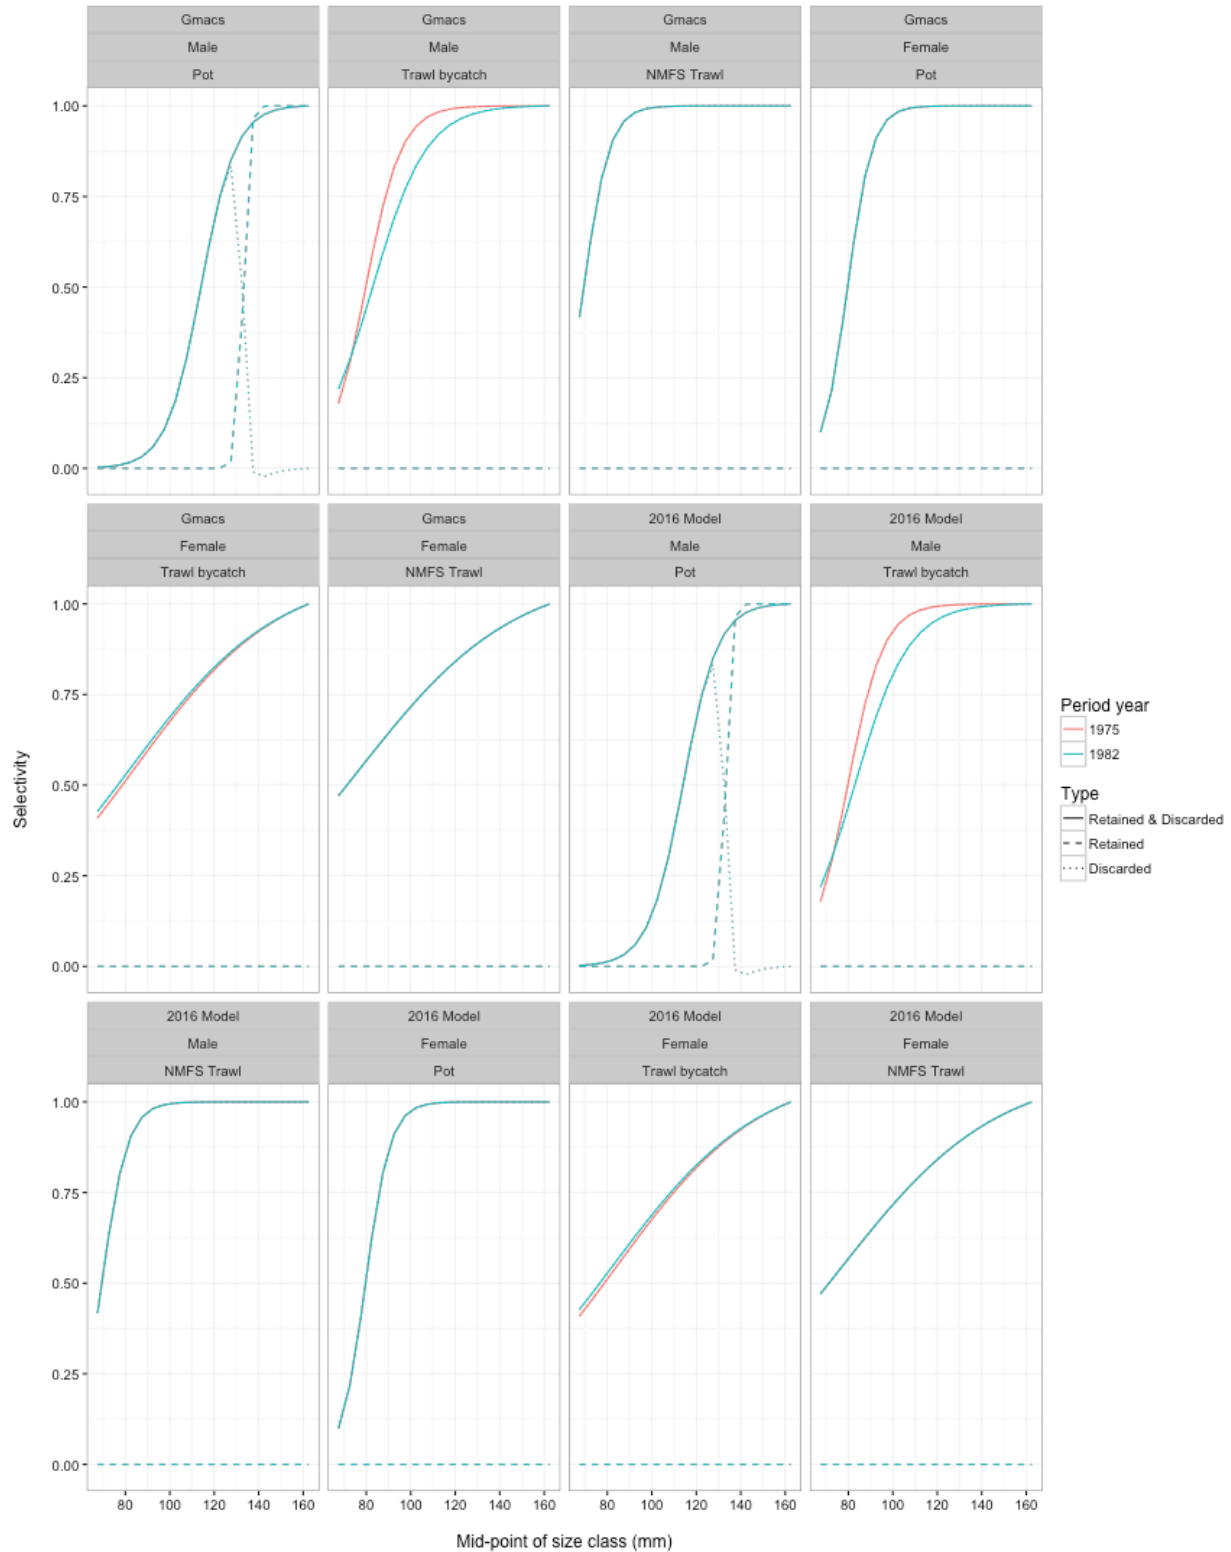 Gmacs Gmacs Gmacs Gmacs
Male Male Male Female
Pot Trawl bycatch NMFS Trawl Pot
1.00
0.75
0.50
0.25
0.00
Gmacs Gmacs 2016 Model 2016 Model
Female Female Male Male
Trawl bycatch NMFS Trawl Pot Trawl bycatch
1.00
0.75
0.50
0.25
0.00
Selectivity
Period year
1975
1982
Type
Retained & Discarded
Retained
Discarded
2016 Model 2016 Model 2016 Model 2016 Model
Male Female Female Female
NMFS Trawl Pot Trawl bycatch NMFS Trawl
1.00
0.75
0.50
0.25
0.00
80 100 120 140 160 80 100 120 140 160 80 100 120 140 160 80 100 120 140 160
Mid-point of size class (mm)